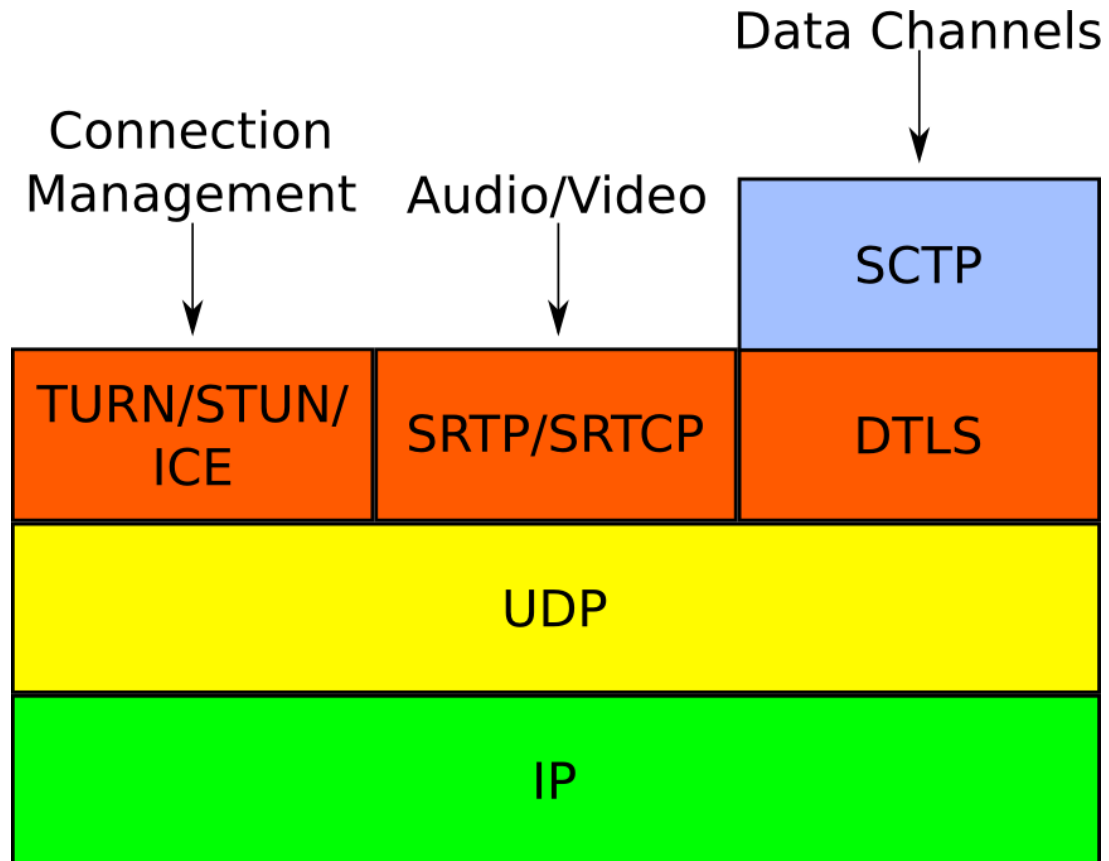 Data Channels
Connection
Management
Audio/Video
SCTP
TURN/STUN/
ICE
SRTP/SRTCP
DTLS
UDP
IP